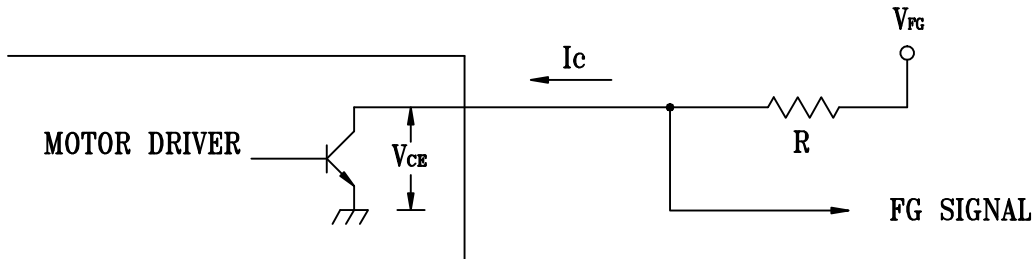 VFG
Ic
MOTOR DRIVER
VCE
R
FG SIGNAL